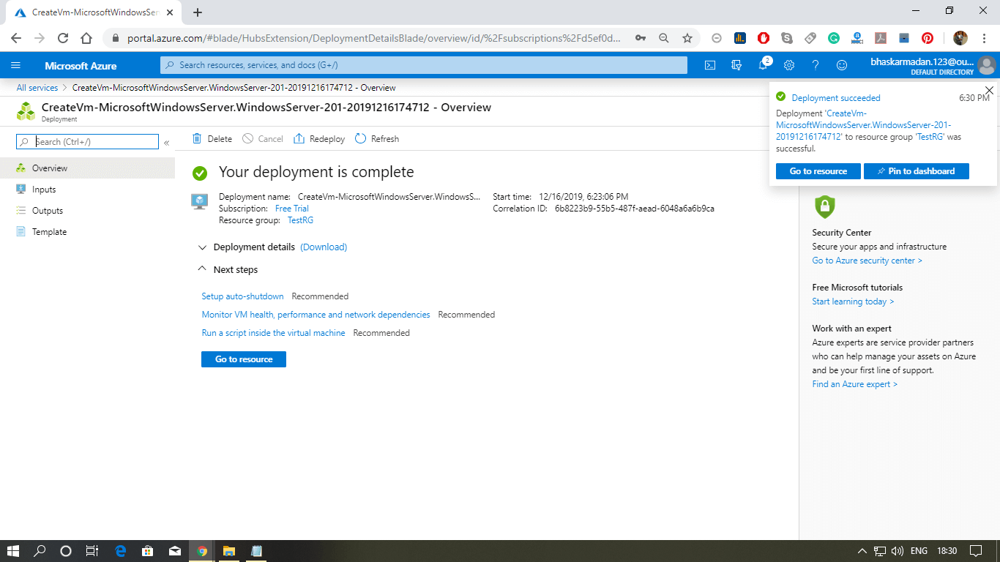 CreateVm-MicrosoftWindowsSer
portal.azure.com/#blade/HubsExtension/DeploymentDetailsBlade/overview/id/%2Fsubscriptions%2Fd5ef0d...
Microsoft Azure
Search resources, services, and docs (G+/)
2
bhaskarmadan.123@ou...
DEFAULT DIRECTORY
All services > CreateVm-MicrosoftWindowsServer.WindowsServer-201-20191216174712 - Overview
CreateVm-MicrosoftWindowsServer.WindowsServer-201-20191216174712 - Overview
Deployment
Search (Ctrl+/)
«
Overview
Inputs
Outputs
Template
Delete Cancel Redeploy Refresh
Your deployment is complete
Deployment name: CreateVm-MicrosoftWindowsServer.WindowsS...
Subscription: Free Trial
Resource group: TestRG
Start time: 12/16/2019, 6:23:06 PM
Correlation ID: 6b8223b9-55b5-487f-aead-6048a6a6b9ca
Deployment details (Download)
Next steps
Setup auto-shutdown Recommended
Monitor VM health, performance and network dependencies Recommended
Run a script inside the virtual machine Recommended
Go to resource
Deployment succeeded 6:30 PM
Deployment 'CreateVm-
MicrosoftWindowsServer.WindowsServer-201-
20191216174712' to resource group 'TestRG' was
successful.
Go to resource Pin to dashboard
Security Center
Secure your apps and infrastructure
Go to Azure security center >
Free Microsoft tutorials
Start learning today >
Work with an expert
Azure experts are service provider partners
who can help manage your assets on Azure
and be your first line of support.
Find an Azure expert >
ENG 18:30